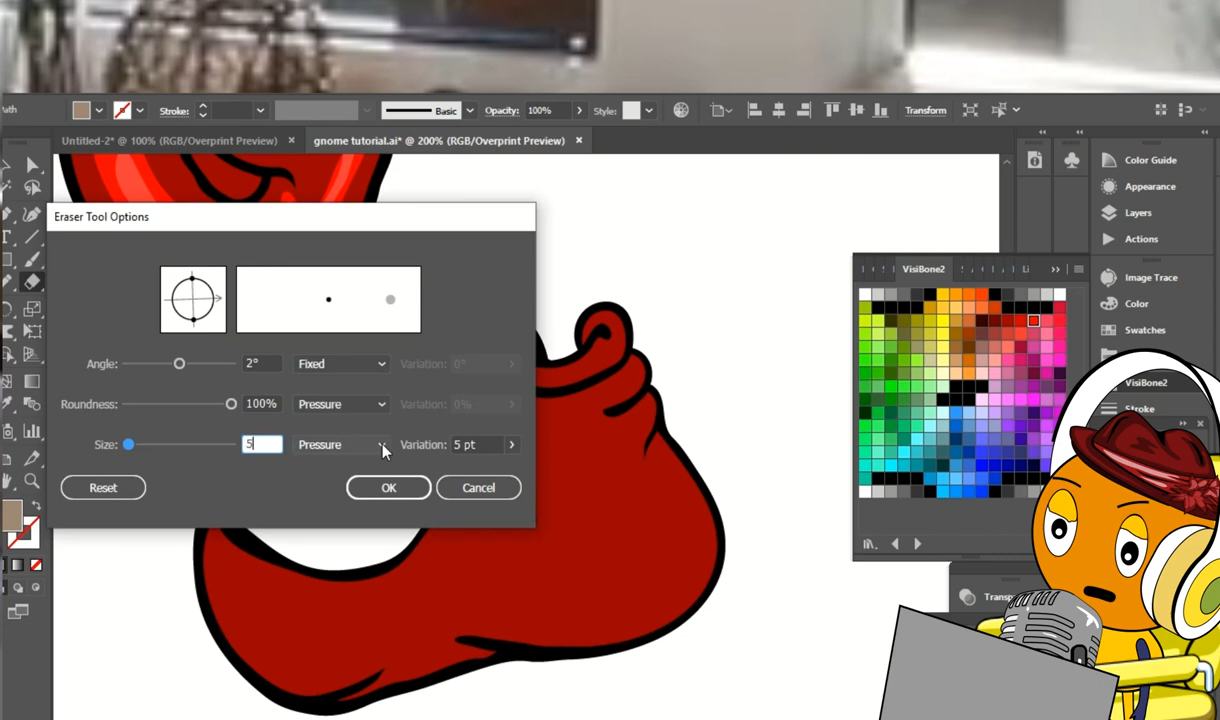 Stroke:
Basic
Opacity: 100%
Style:
Transform
Untitled-2* @ 100% (RGB/Overprint Preview) ×
gnome tutorial.ai* @ 200% (RGB/Overprint Preview) ×
Eraser Tool Options
Angle: 2° Fixed Variation: 0°
Roundness: 100% Pressure Variation: 0%
Size: 5 Pressure Variation: 5 pt
Reset OK Cancel
VisiBone2
Color Guide
Appearance
Layers
Actions
Image Trace
Color
Swatches
VisiBone2
Stroke